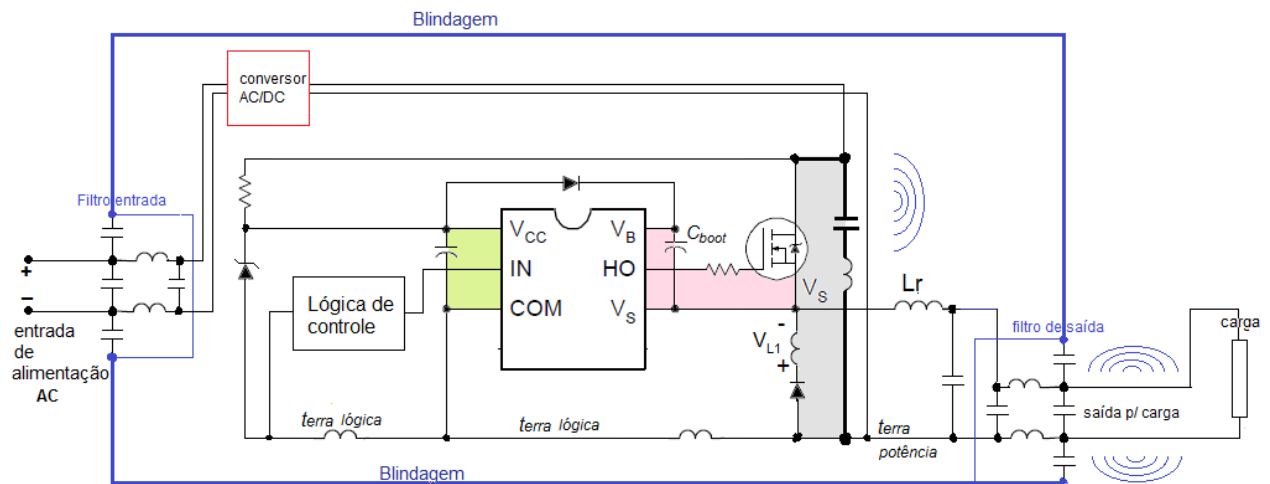 Blindagem
conversor
AC/DC
Filtro entrada
VCC
VB
Cboot
IN
HO
VS
Lógica de
controle
COM
VS
Lr
+
−
entrada
de
alimentação
AC
-
VL1
+
filtro de saída
carga
saída p/ carga
terra lógica
terra lógica
terra
potência
Blindagem